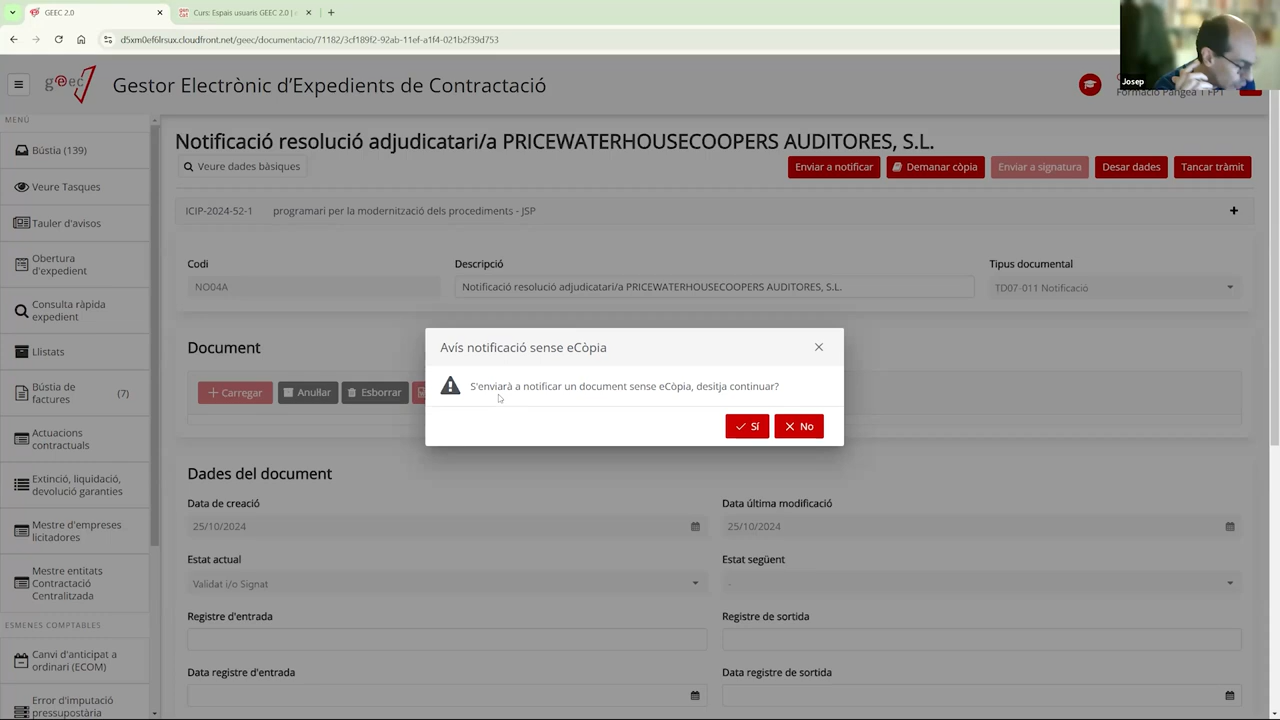 GEEC 2.0
Curs: Espais usuaris GEEC 2.0 |
d5xm0ef6lrsux.cloudfront.net/geec/documentacio/71182/3cf189f2-92ab-11ef-a1f4-021b2f39d753
geec
Gestor Electrònic d'Expedients de Contractació
Formació Pangea 1 FP1
Josep
MENÚ
Bústia (139)
Veure Tasques
Tauler d'avisos
Obertura
d'expedient
Consulta ràpida
expedient
Llistats
Bústia de
factures
(7)
Actuacions
contractuals
Extinció, liquidació,
devolució garanties
Mestre d'empreses
licitadores
Mestre entitats
Contractació
Centralitzada
ESMENES COMPTABLES
Canvi d'anticipat a
ordinari (ECOM)
Error d'imputació
pressupostària
Notificació resolució adjudicatari/a PRICEWATERHOUSECOOPERS AUDITORES, S.L.
Veure dades bàsiques
Enviar a notificar
Demanar còpia
Enviar a signatura
Desar dades
Tancar tràmit
ICIP-2024-52-1 programari per la modernització dels procediments - JSP
Codi
Descripció
Tipus documental
NO04A
Notificació resolució adjudicatari/a PRICEWATERHOUSECOOPERS AUDITORES, S.L.
TD07-011 Notificació
Document
Carregar
Anul·lar
Esborrar
Avís notificació sense eCòpia
S'enviarà a notificar un document sense eCòpia, desitja continuar?
Sí
No
Dades del document
Data de creació
Data última modificació
25/10/2024
25/10/2024
Estat actual
Estat següent
Validat i/o Signat
-
Registre d'entrada
Registre de sortida
Data registre d'entrada
Data registre de sortida